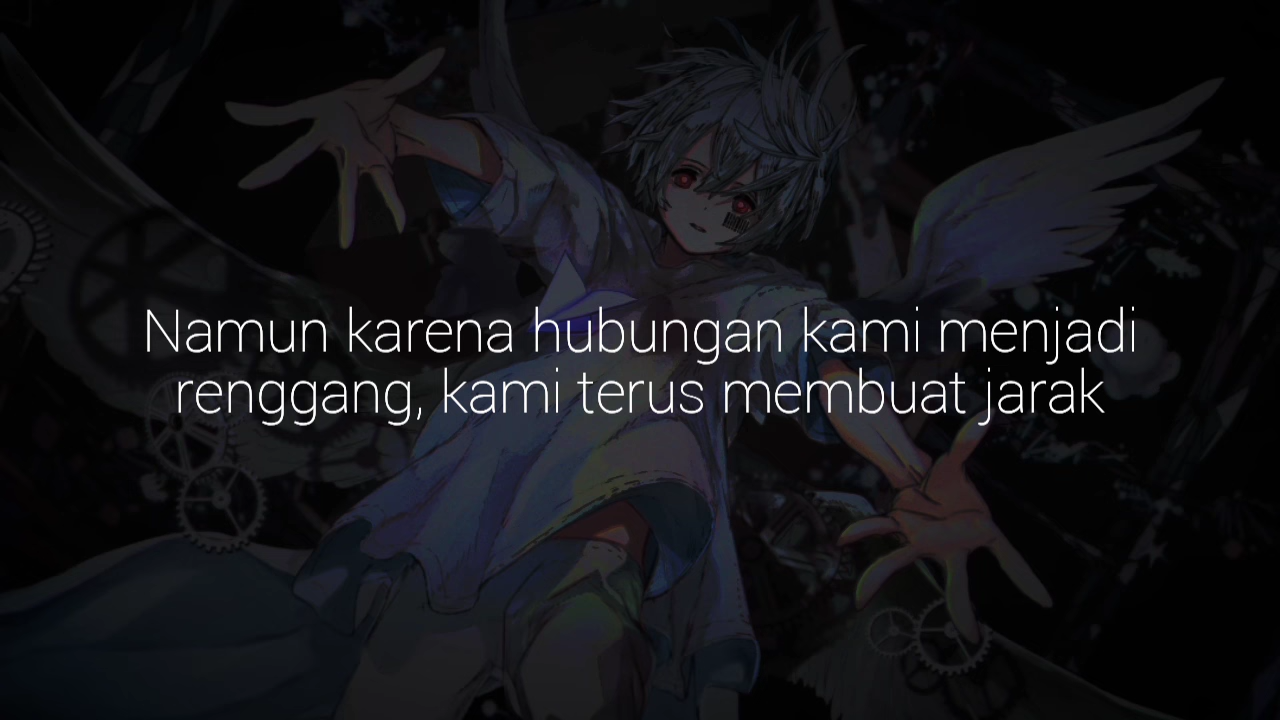 Namun karena hubungan kami menjadi
renggang, kami terus membuat jarak